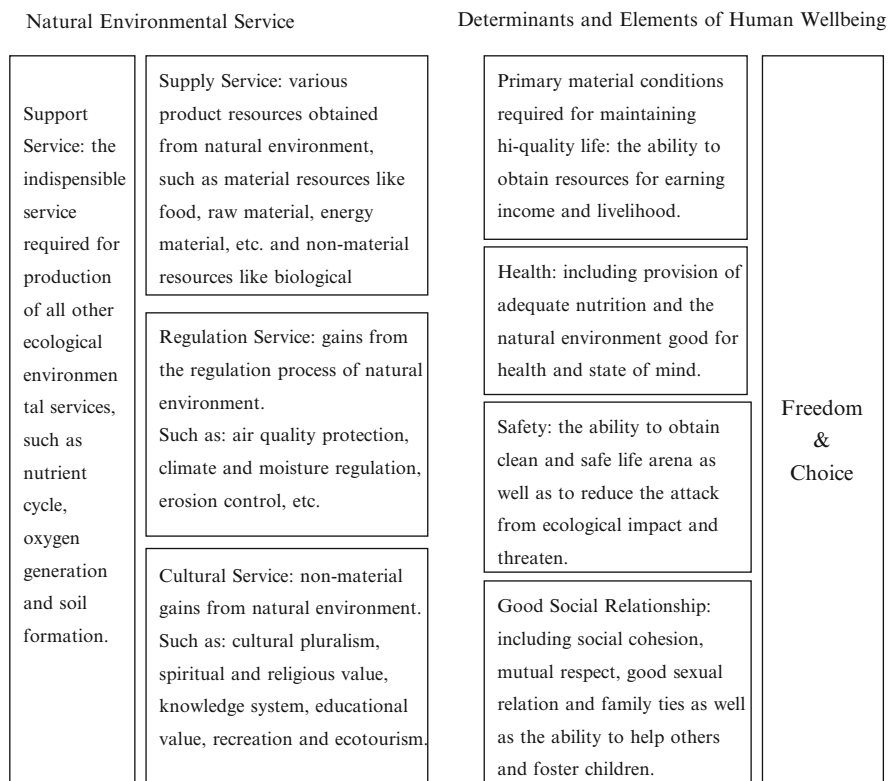 Natural Environmental Service
Determinants and Elements of Human Wellbeing
Support
Service: the
indispensible
service
required for
production
of all other
ecological
environmen
tal services,
such as
nutrient
cycle,
oxygen
generation
and soil
formation.
Supply Service: various
product resources obtained
from natural environment,
such as material resources like
food, raw material, energy
material, etc. and non-material
resources like biological
Regulation Service: gains from
the regulation process of natural
environment.
Such as: air quality protection,
climate and moisture regulation,
erosion control, etc.
Cultural Service: non-material
gains from natural environment.
Such as: cultural pluralism,
spiritual and religious value,
knowledge system, educational
value, recreation and ecotourism.
Primary material conditions
required for maintaining
hi-quality life: the ability to
obtain resources for earning
income and livelihood.
Health: including provision of
adequate nutrition and the
natural environment good for
health and state of mind.
Safety: the ability to obtain
clean and safe life arena as
well as to reduce the attack
from ecological impact and
threaten.
Good Social Relationship:
including social cohesion,
mutual respect, good sexual
relation and family ties as well
as the ability to help others
and foster children.
Freedom
&
Choice